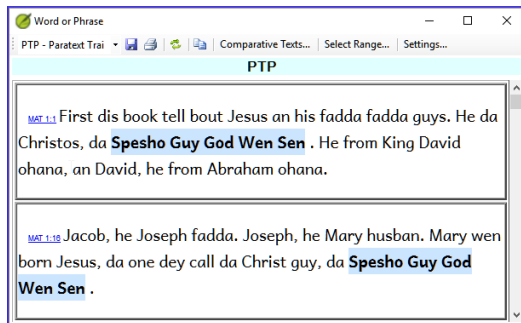 Word or Phrase
PTP - Paratext Trai Comparative Texts... Select Range... Settings...
PTP
MAT 1:1 First dis book tell bout Jesus an his fadda fadda guys. He da
Christos, da Spesho Guy God Wen Sen . He from King David
ohana, an David, he from Abraham ohana.
MAT 1:16 Jacob, he Joseph fadda. Joseph, he Mary husban. Mary wen
born Jesus, da one dey call da Christ guy, da Spesho Guy God
Wen Sen .